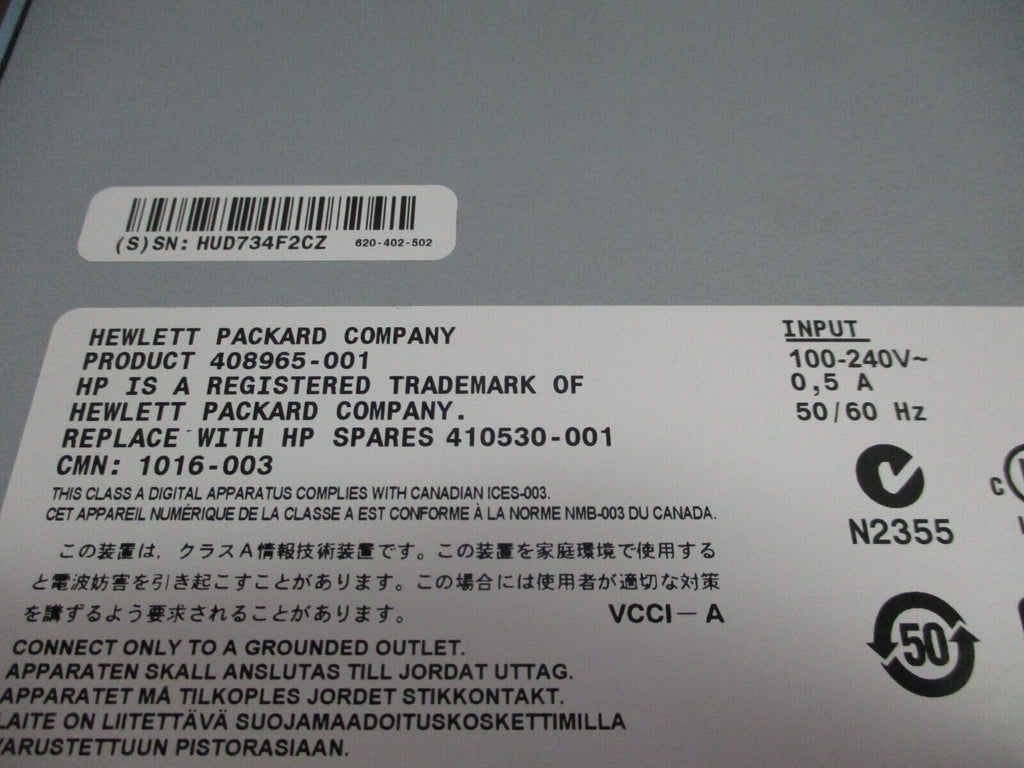 (S)SN: HUD734F2CZ 620-402-502
HEWLETT PACKARD COMPANY
PRODUCT 408965-001
HP IS A REGISTERED TRADEMARK OF
HEWLETT PACKARD COMPANY.
REPLACE WITH HP SPARES 410530-001
CMN: 1016-003
THIS CLASS A DIGITAL APPARATUS COMPLIES WITH CANADIAN ICES-003.
CET APPAREIL NUMÉRIQUE DE LA CLASSE A EST CONFORME À LA NORME NMB-003 DU CANADA.
この装置は、クラスA情報技術装置です。この装置を家庭環境で使用する
と電波妨害を引き起こすことがあります。この場合には使用者が適切な対策
を講ずるよう要求されることがあります。 VCCI-A
CONNECT ONLY TO A GROUNDED OUTLET.
APPARATEN SKALL ANSLUTAS TILL JORDAT UTTAG.
APPARATET MÅ TILKOPLES JORDET STIKKONTAKT.
LAITE ON LIITETTÄVÄ SUOJAMAADOITUSKOSKETTIMILLA
VARUSTETTUUN PISTORASIAAN.
INPUT
100-240V~
0,5 A
50/60 Hz
N2355
C
50